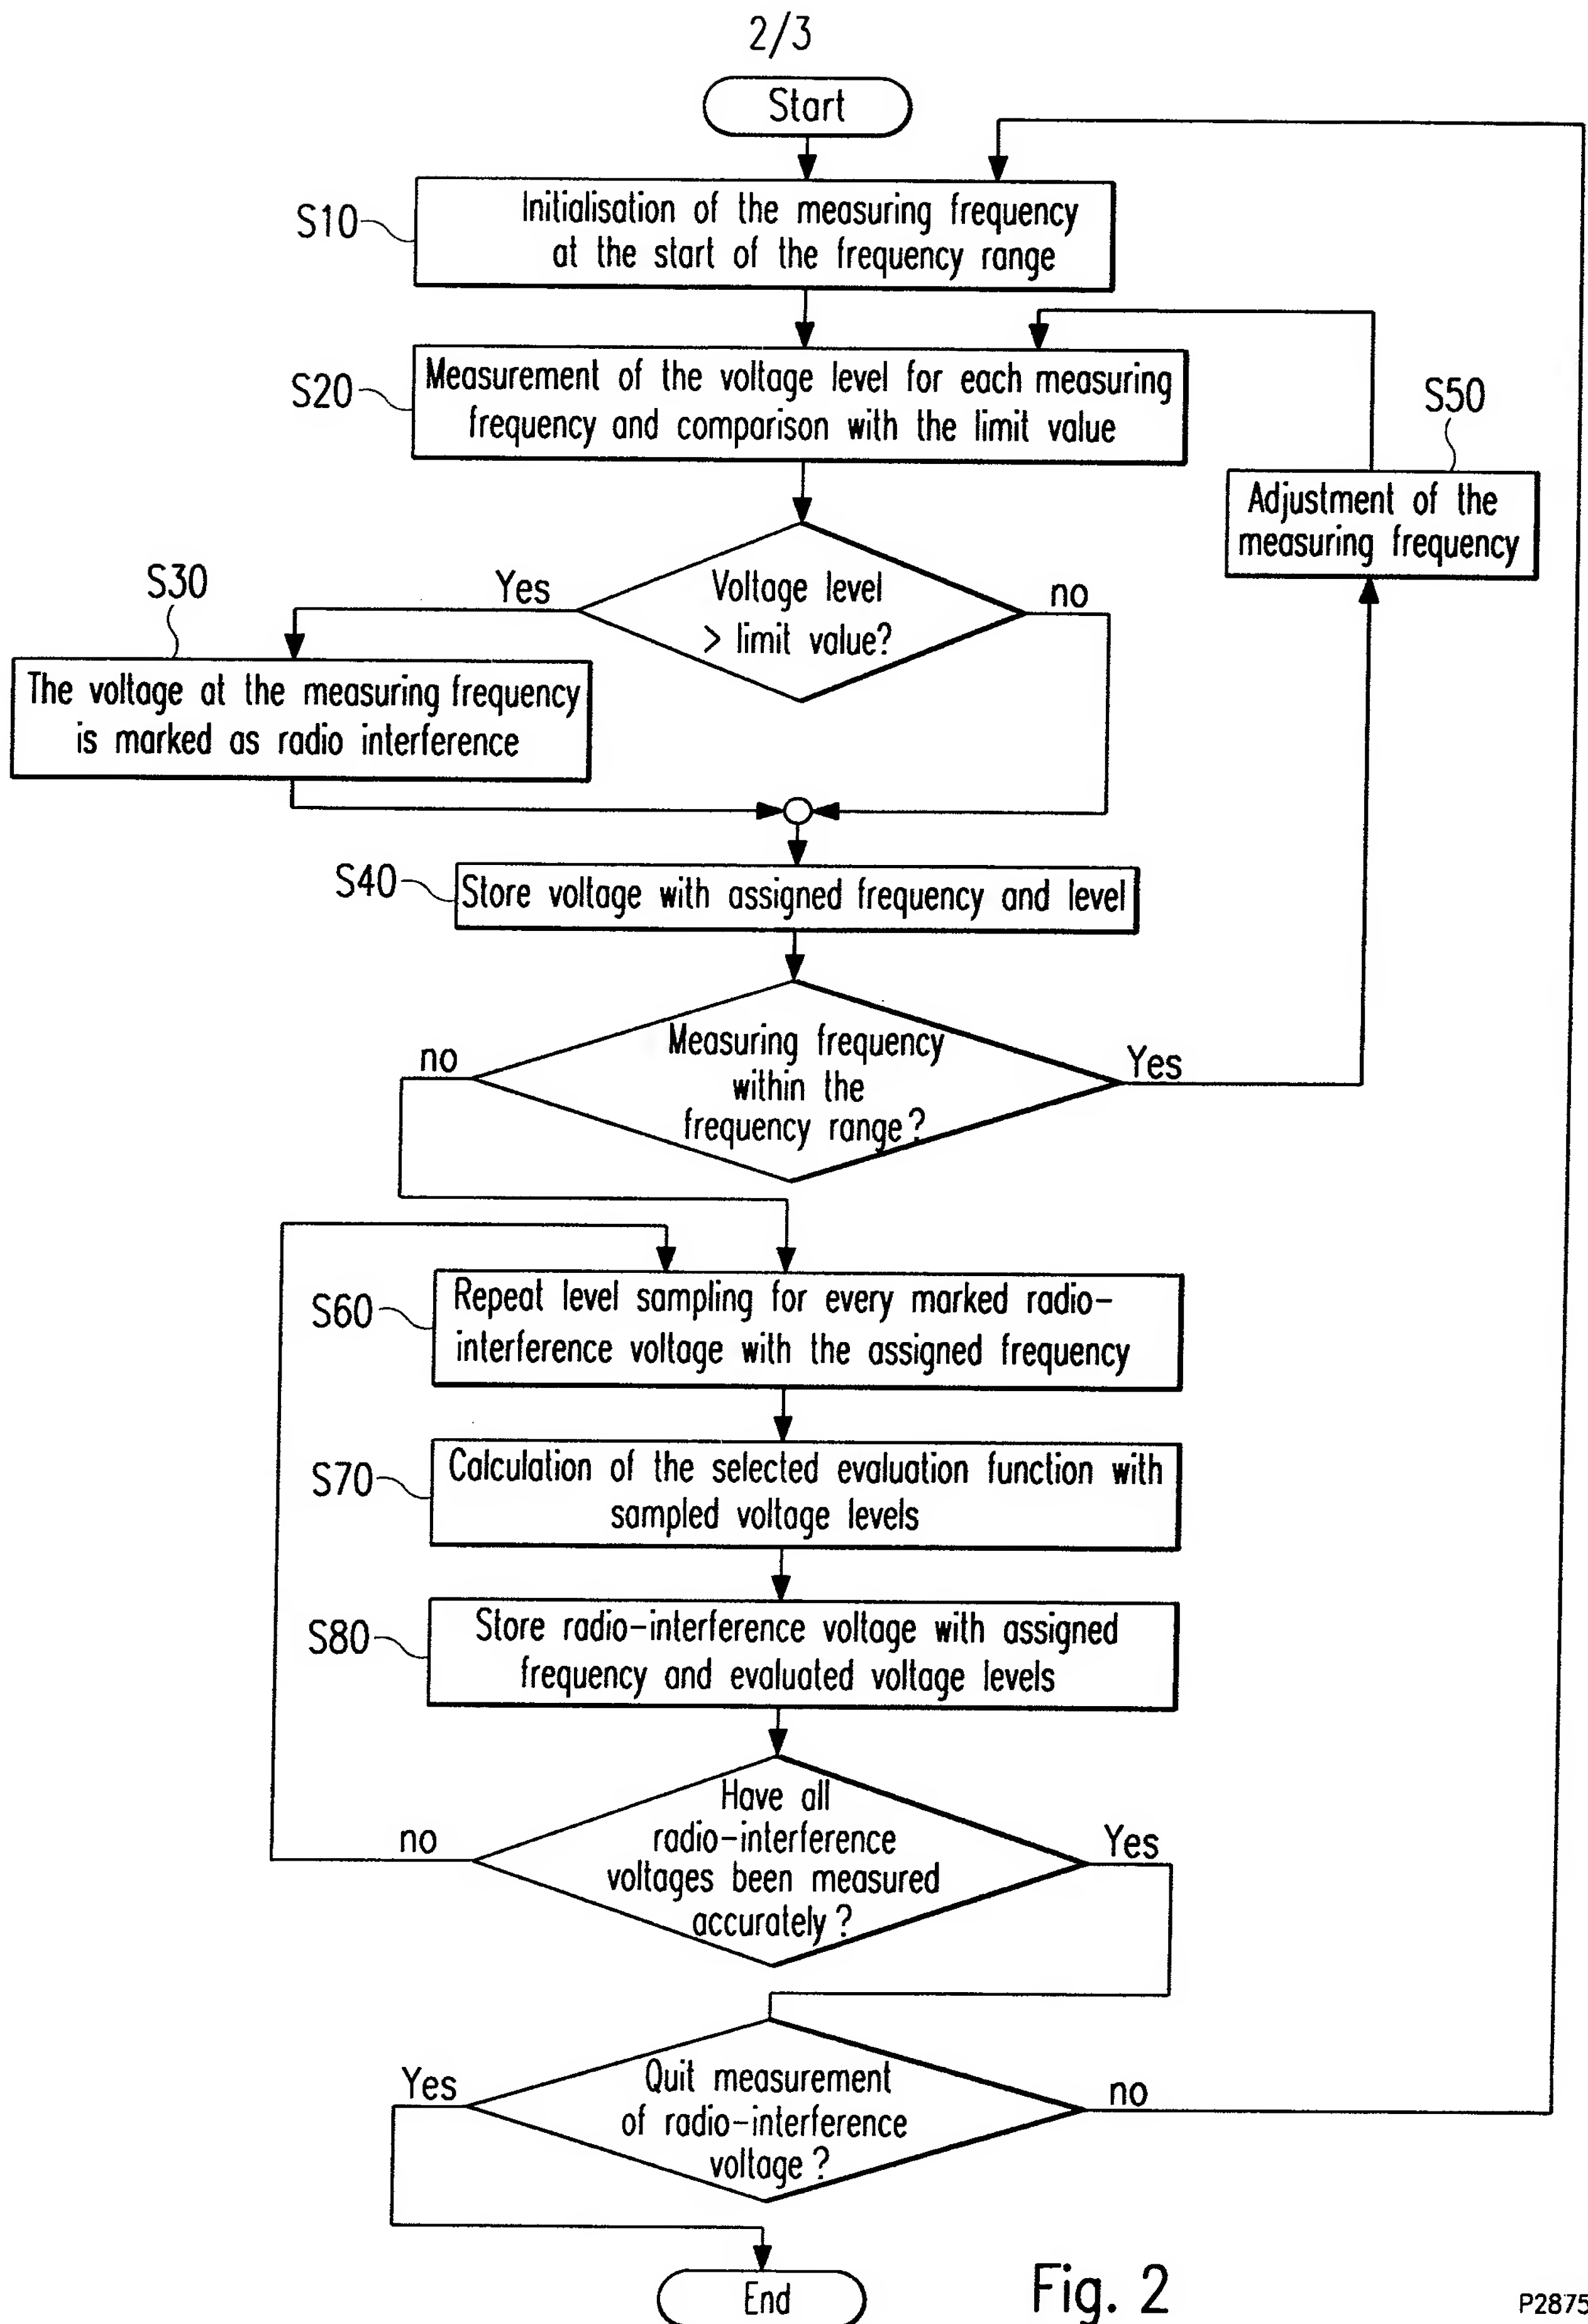 2/3
Start
S10
Initialisation of the measuring frequency
at the start of the frequency range
S20
Measurement of the voltage level for each measuring
frequency and comparison with the limit value
S50
Adjustment of the
measuring frequency
Voltage level
> limit value?
Yes
no
S30
The voltage at the measuring frequency
is marked as radio interference
S40
Store voltage with assigned frequency and level
Measuring frequency
within the
frequency range?
no
Yes
S60
Repeat level sampling for every marked radio-
interference voltage with the assigned frequency
S70
Calculation of the selected evaluation function with
sampled voltage levels
S80
Store radio-interference voltage with assigned
frequency and evaluated voltage levels
Have all
radio-interference
voltages been measured
accurately?
no
Yes
Quit measurement
of radio-interference
voltage?
Yes
no
End
Fig. 2
P2875